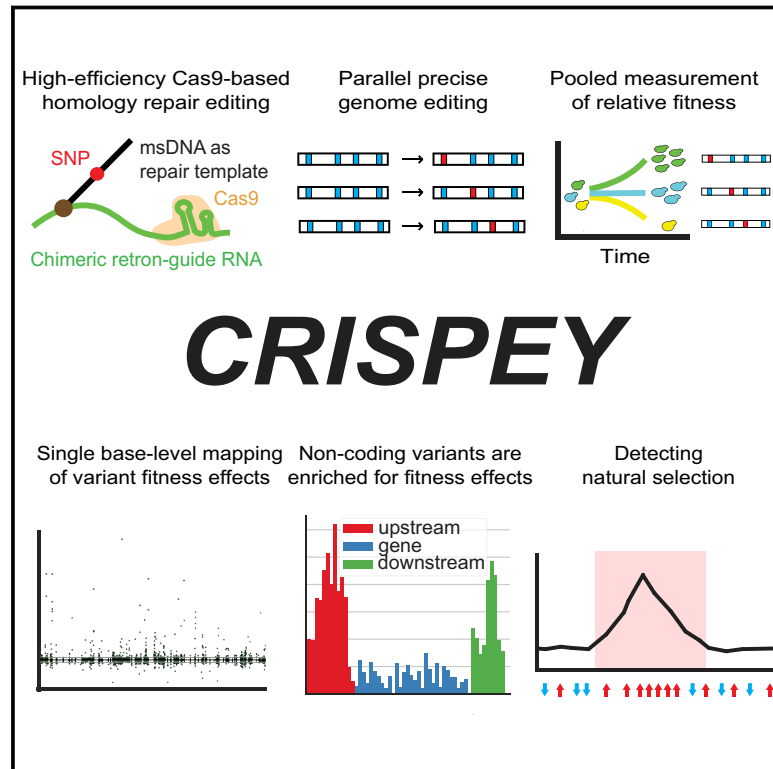 High-efficiency Cas9-based
homology repair editing
Parallel precise
genome editing
Pooled measurement
of relative fitness
SNP
msDNA as
repair template
Cas9
Chimeric retron-guide RNA
Time
CRISPEY
Single base-level mapping
of variant fitness effects
Non-coding variants are
enriched for fitness effects
Detecting
natural selection
upstream
gene
downstream